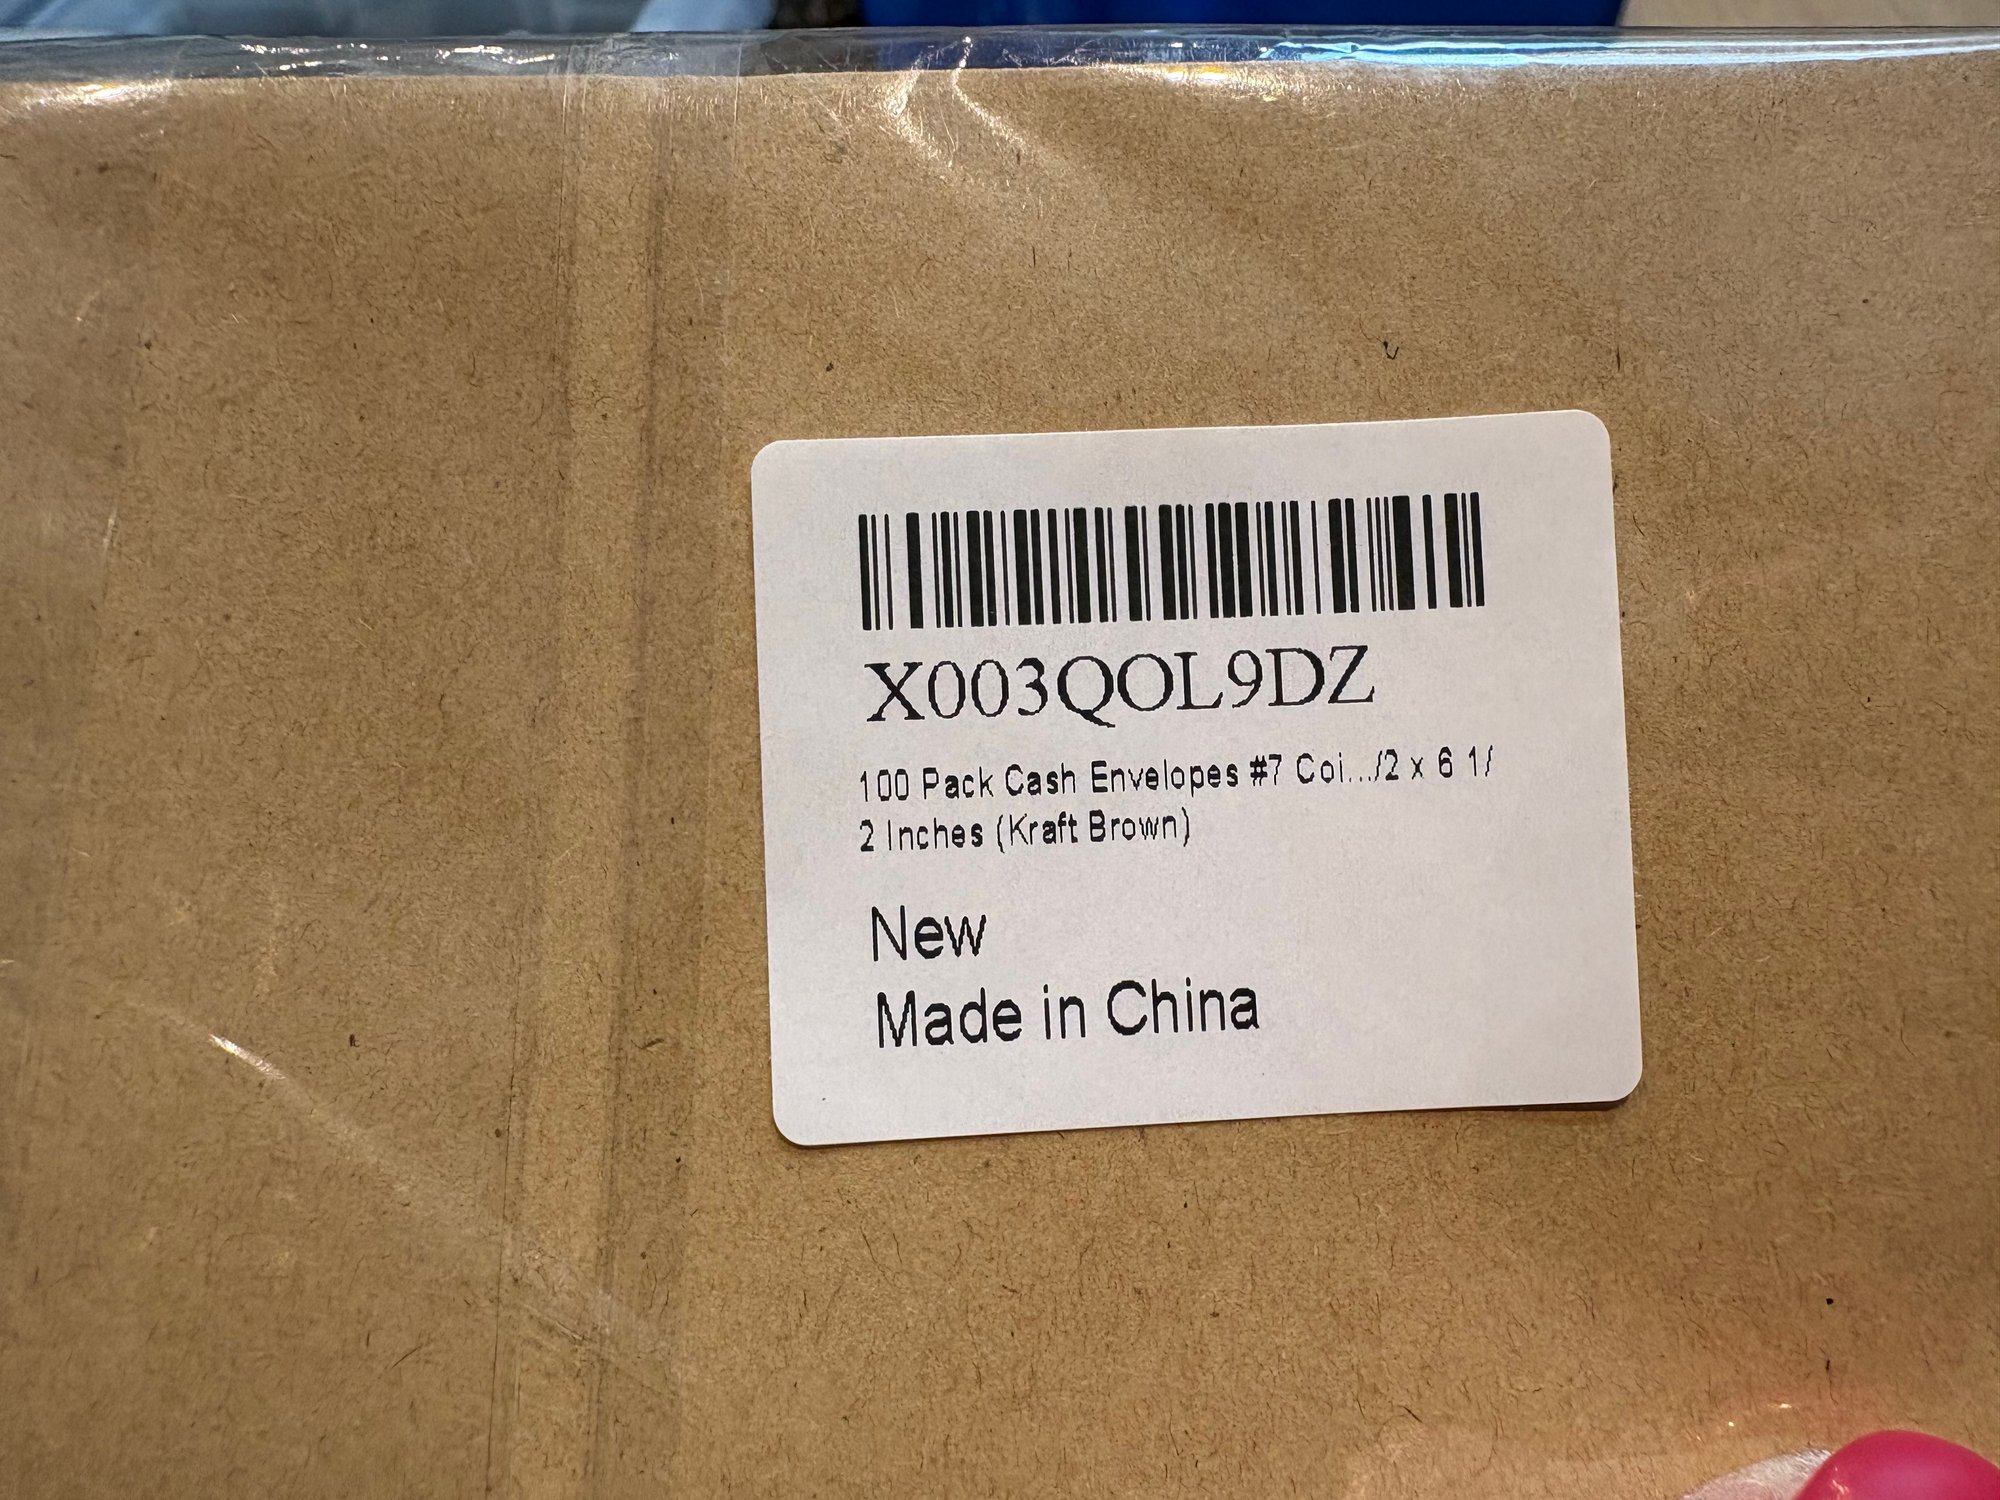 X003QOL9DZ
100 Pack Cash Envelopes #7 Coi.../2 x 6 1/
2 Inches (Kraft Brown)
New
Made in China